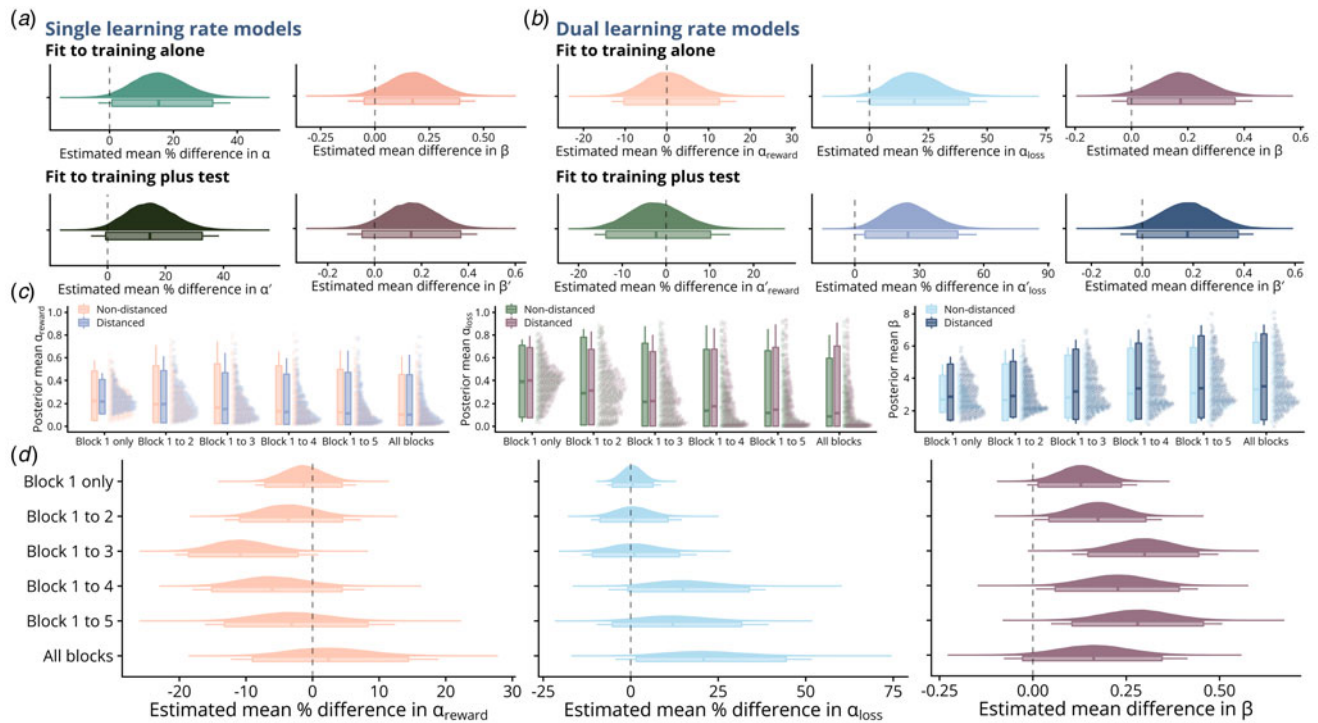 (a)
Single learning rate models
Fit to training alone
0 20 40
Estimated mean % difference in α
-0.25 0.00 0.25 0.50
Estimated mean difference in β
Fit to training plus test
0 20 40
Estimated mean % difference in α'
-0.2 0.0 0.2 0.4 0.6
Estimated mean difference in β'
(b)
Dual learning rate models
Fit to training alone
-20 -10 0 10 20 30
Estimated mean % difference in αreward
0 25 50 75
Estimated mean % difference in αloss
-0.2 0.0 0.2 0.4 0.6
Estimated mean difference in β
Fit to training plus test
-20 -10 0 10 20
Estimated mean % difference in α'reward
0 30 60 90
Estimated mean % difference in α'loss
-0.2 0.0 0.2 0.4 0.6
Estimated mean difference in β'
(c)
Posterior mean αreward
1.0
0.8
0.6
0.4
0.2
0.0
Non-distanced
Distanced
Block 1 only Block 1 to 2 Block 1 to 3 Block 1 to 4 Block 1 to 5 All blocks
Posterior mean αloss
1.0
0.8
0.6
0.4
0.2
0.0
Non-distanced
Distanced
Block 1 only Block 1 to 2 Block 1 to 3 Block 1 to 4 Block 1 to 5 All blocks
Posterior mean β
8
6
4
2
Non-distanced
Distanced
Block 1 only Block 1 to 2 Block 1 to 3 Block 1 to 4 Block 1 to 5 All blocks
(d)
Block 1 only
Block 1 to 2
Block 1 to 3
Block 1 to 4
Block 1 to 5
All blocks
-20 -10 0 10 20 30
Estimated mean % difference in αreward
-25 0 25 50 75
Estimated mean % difference in αloss
-0.25 0.00 0.25 0.50
Estimated mean difference in β